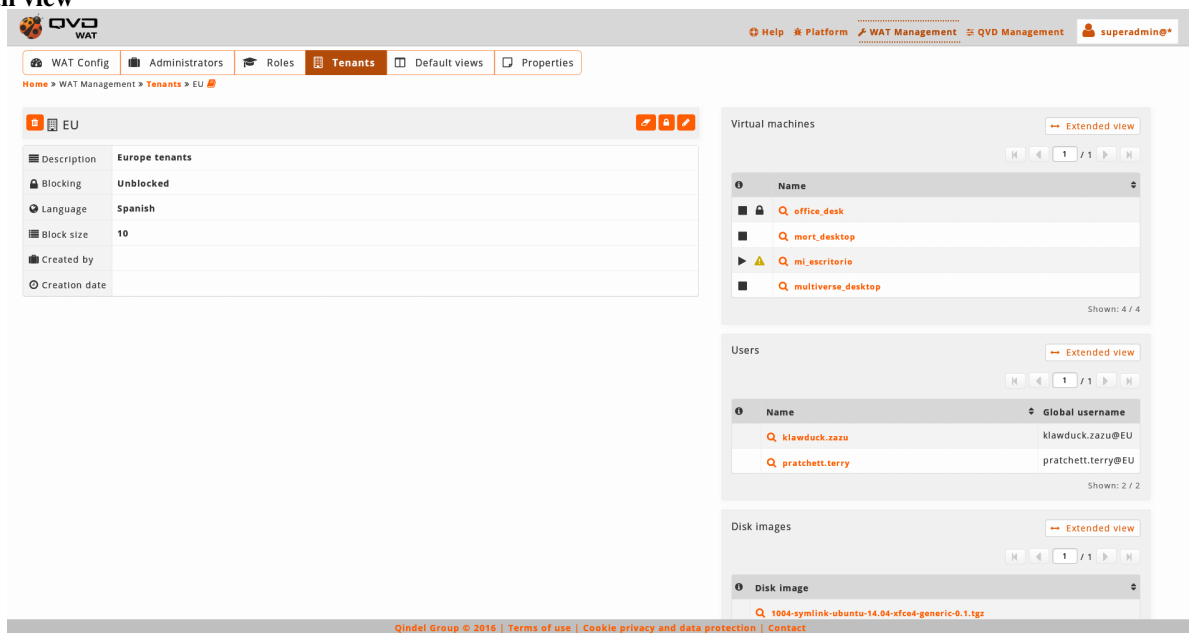 QVD
WAT
Help Platform WAT Management QVD Management superadmin@*
WAT Config Administrators Roles Tenants Default views Properties
Home » WAT Management » Tenants » EU
EU
Description Europe tenants
Blocking Unblocked
Language Spanish
Block size 10
Created by
Creation date
Virtual machines Extended view
1 / 1
Name
office_desk
mort_desktop
mi_escritorio
multiverse_desktop
Shown: 4 / 4
Users Extended view
1 / 1
Name Global username
klawduck.zazu klawduck.zazu@EU
pratchett.terry pratchett.terry@EU
Shown: 2 / 2
Disk images Extended view
1 / 1
Disk image
1004-symlink-ubuntu-14.04-xfce4-generic-0.1.tgz
Qindel Group © 2016 | Terms of use | Cookie privacy and data protection | Contact